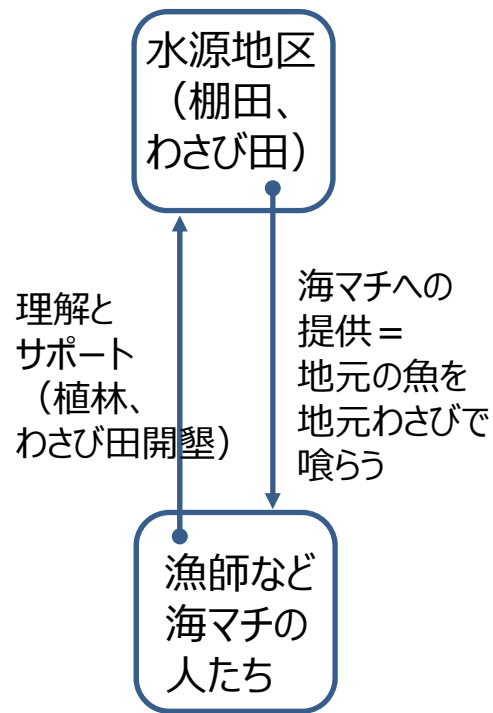 水源地区
（棚田、
わさび田）
理解と
サポート
（植林、
わさび田開墾）
海マチへの
提供＝
地元の魚を
地元わさびで
喰らう
漁師など
海マチの
人たち